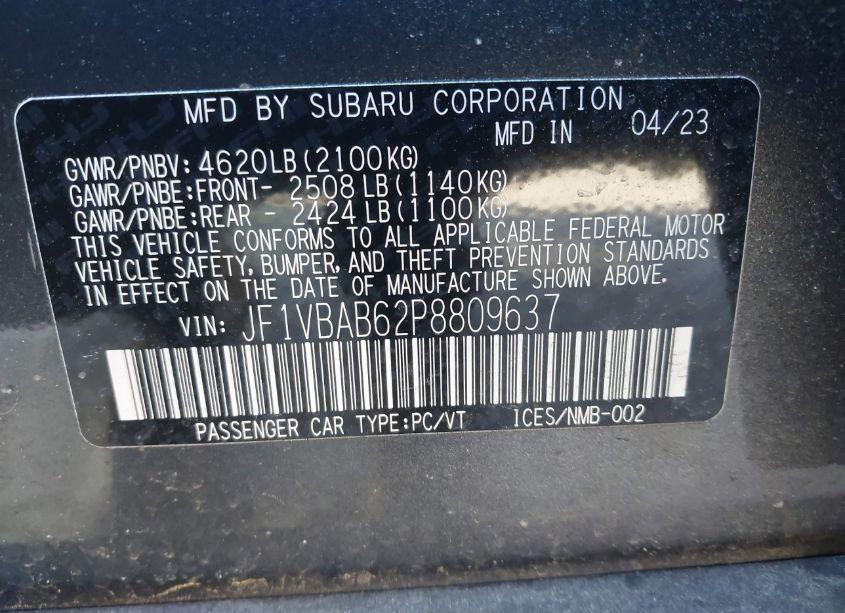 MFD BY SUBARU CORPORATION
MFD IN 04/23
GVWR/PNBV: 4620LB(2100KG)
GAWR/PNBE:FRONT- 2508 LB(1140KG)
GAWR/PNBE:REAR - 2424 LB(1100KG)
THIS VEHICLE CONFORMS TO ALL APPLICABLE FEDERAL MOTOR
VEHICLE SAFETY, BUMPER, AND THEFT PREVENTION STANDARDS
IN EFFECT ON THE DATE OF MANUFACTURE SHOWN ABOVE.
VIN: JF1VBAB62P8809637
PASSENGER CAR TYPE:PC/VT ICES/NMB-002